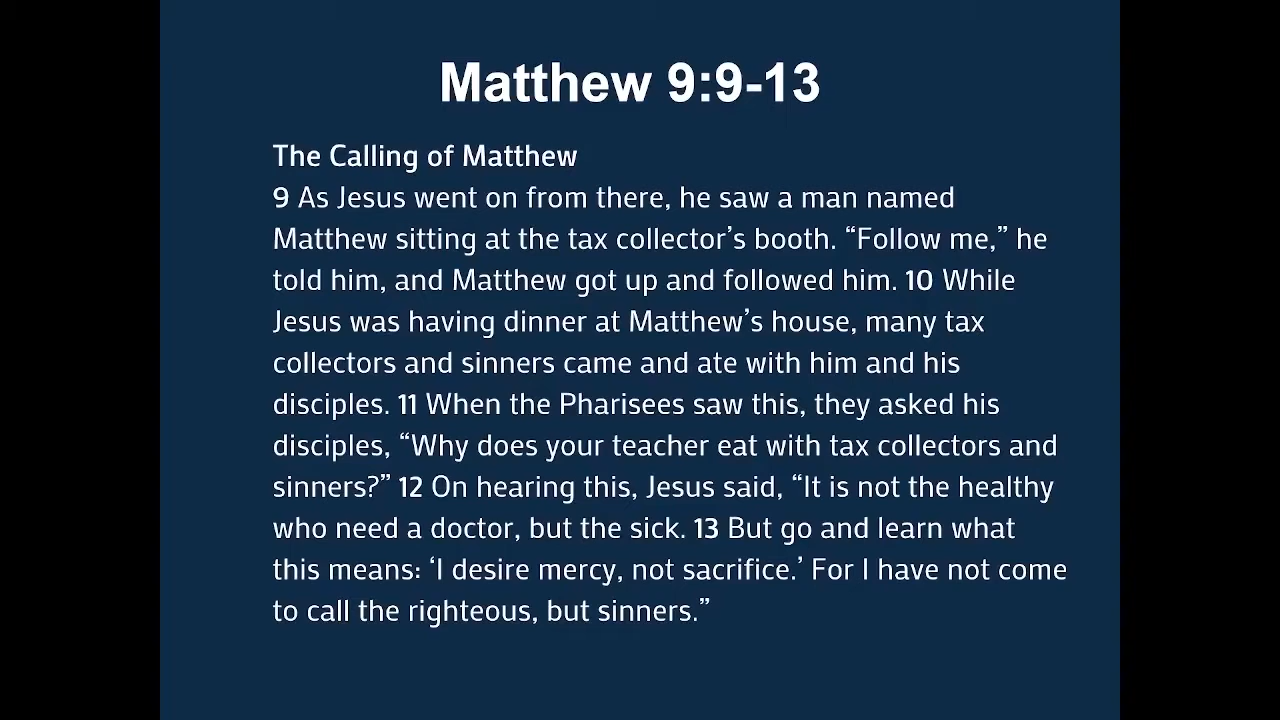 Matthew 9:9-13
The Calling of Matthew
9 As Jesus went on from there, he saw a man named
Matthew sitting at the tax collector’s booth. “Follow me,” he
told him, and Matthew got up and followed him. 10 While
Jesus was having dinner at Matthew’s house, many tax
collectors and sinners came and ate with him and his
disciples. 11 When the Pharisees saw this, they asked his
disciples, “Why does your teacher eat with tax collectors and
sinners?” 12 On hearing this, Jesus said, “It is not the healthy
who need a doctor, but the sick. 13 But go and learn what
this means: ‘I desire mercy, not sacrifice.’ For I have not come
to call the righteous, but sinners.”